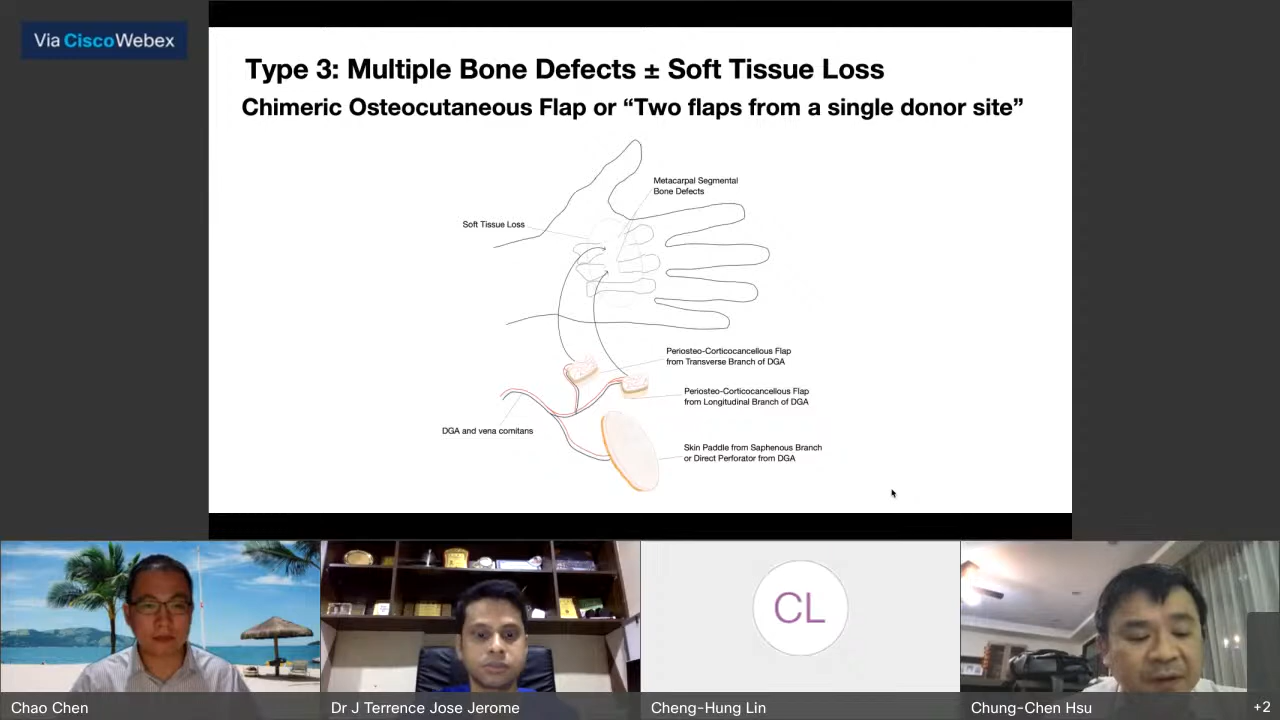 Via Cisco Webex
Type 3: Multiple Bone Defects ± Soft Tissue Loss
Chimeric Osteocutaneous Flap or “Two flaps from a single donor site”
Metacarpal Segmental
Bone Defects
Soft Tissue Loss
Periosteo-Corticocancellous Flap
from Transverse Branch of DGA
Periosteo-Corticocancellous Flap
from Longitudinal Branch of DGA
DGA and vena comitans
Skin Paddle from Saphenous Branch
or Direct Perforator from DGA
CL
Chao Chen
Dr J Terrence Jose Jerome
Cheng-Hung Lin
Chung-Chen Hsu
+2